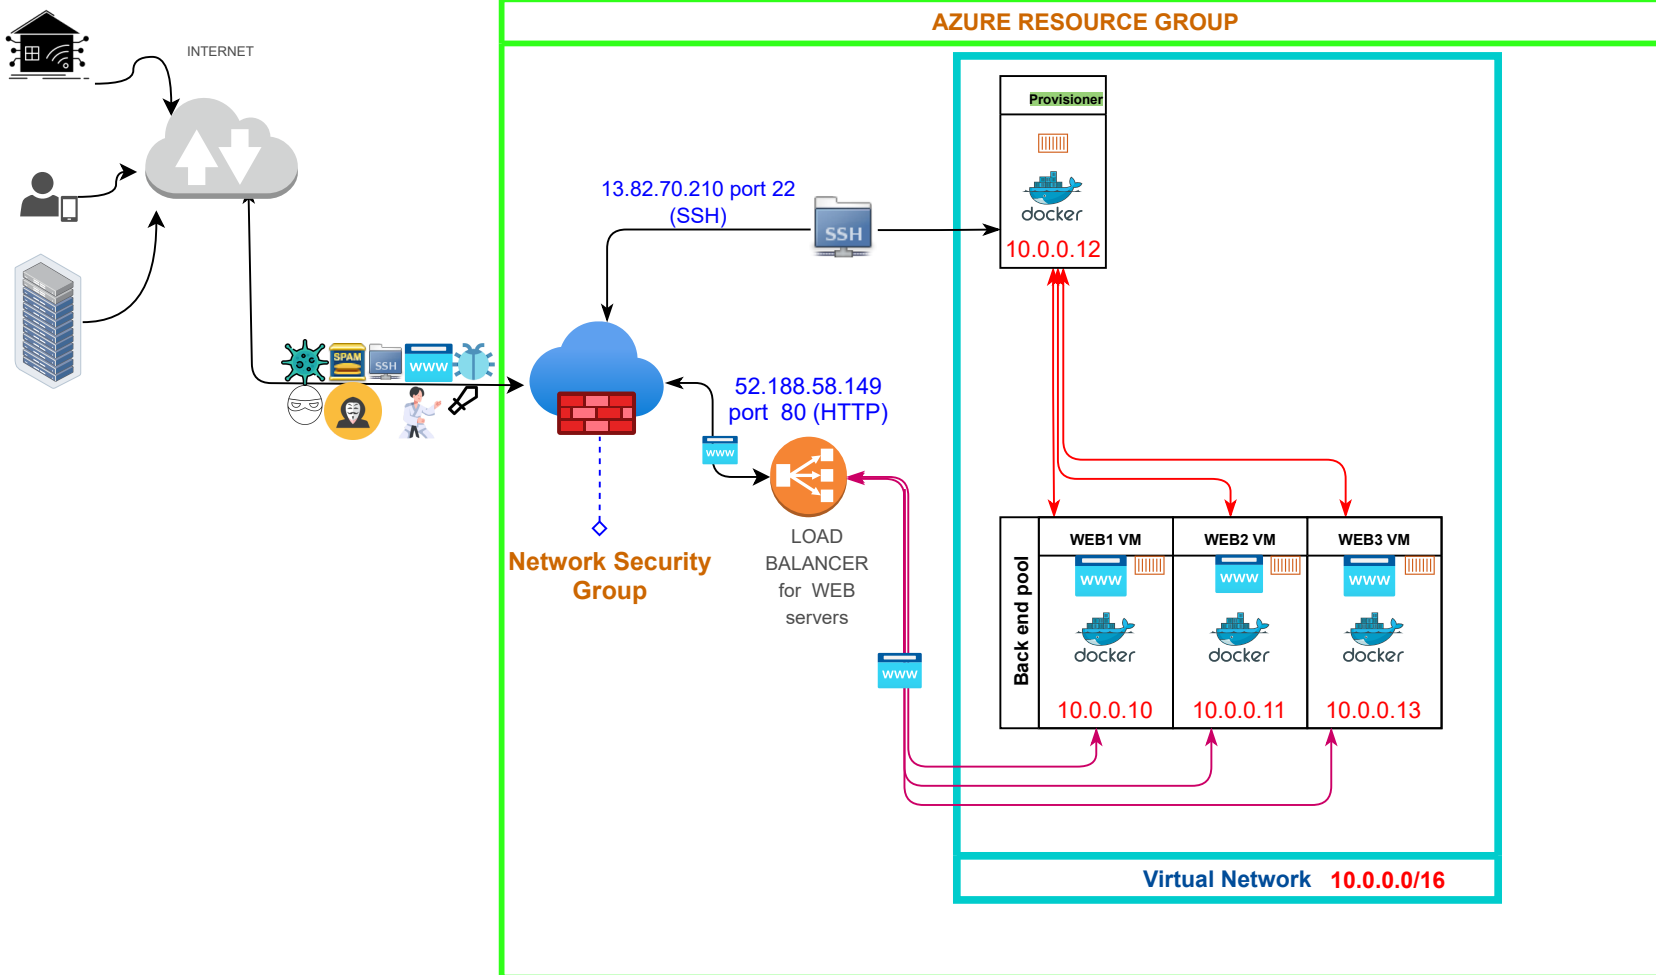 AZURE RESOURCE GROUP
INTERNET
Provisioner
docker
10.0.0.12
13.82.70.210 port 22
(SSH)
SSH
SPAM
SSH
www
52.188.58.149
port 80 (HTTP)
www
LOAD
BALANCER
for WEB
servers
Network Security
Group
www
Back end pool
WEB1 VM
www
docker
10.0.0.10
WEB2 VM
www
docker
10.0.0.11
WEB3 VM
www
docker
10.0.0.13
Virtual Network 10.0.0.0/16